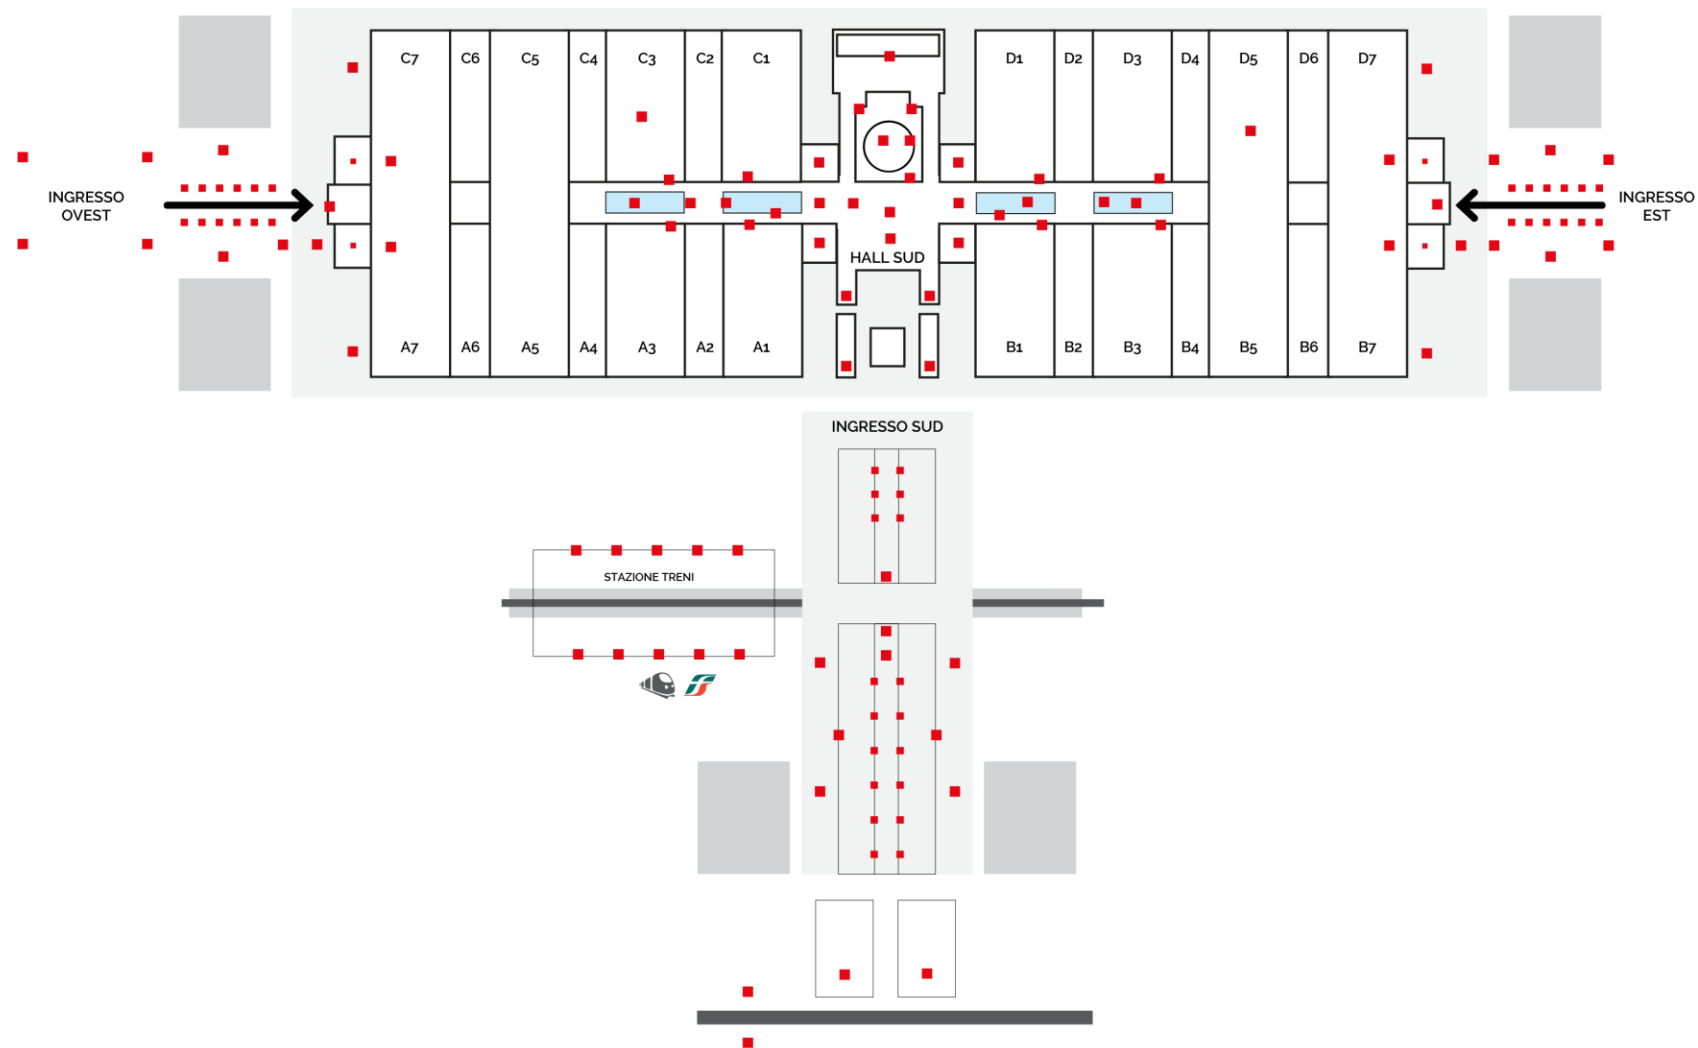 C7 C6 C5 C4 C3 C2 C1 D1 D2 D3 D4 D5 D6 D7
INGRESSO
OVEST
INGRESSO
EST
HALL SUD
A7 A6 A5 A4 A3 A2 A1 B1 B2 B3 B4 B5 B6 B7
INGRESSO SUD
STAZIONE TRENI